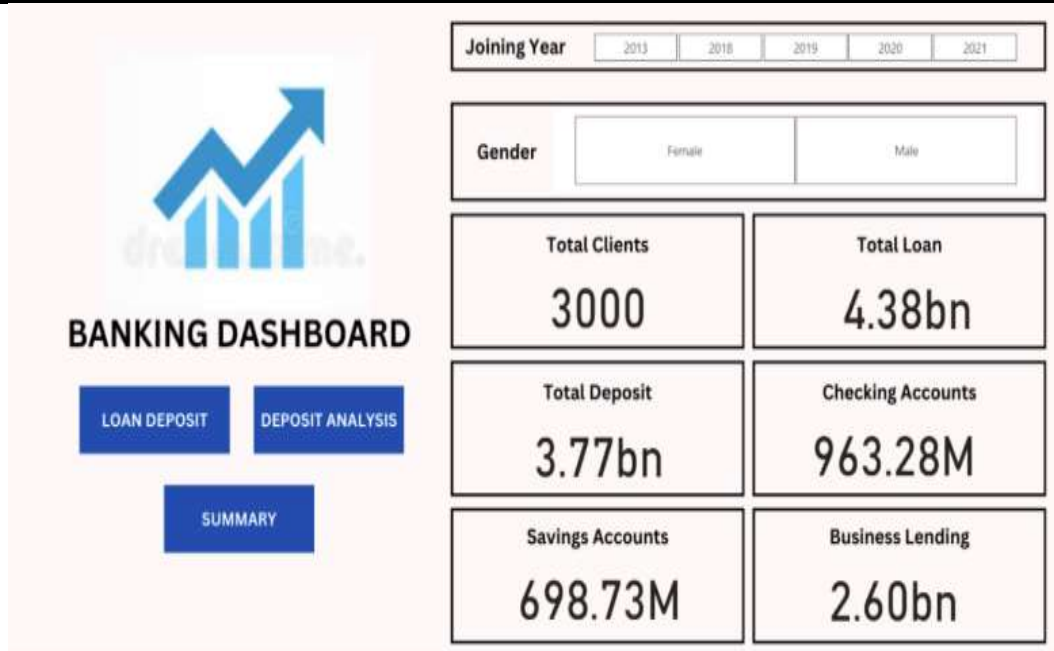 Joining Year 2013 2018 2019 2020 2021
Gender Female Male
Total Clients
3000
Total Loan
4.38bn
BANKING DASHBOARD
LOAN DEPOSIT DEPOSIT ANALYSIS
SUMMARY
Total Deposit
3.77bn
Checking Accounts
963.28M
Savings Accounts
698.73M
Business Lending
2.60bn